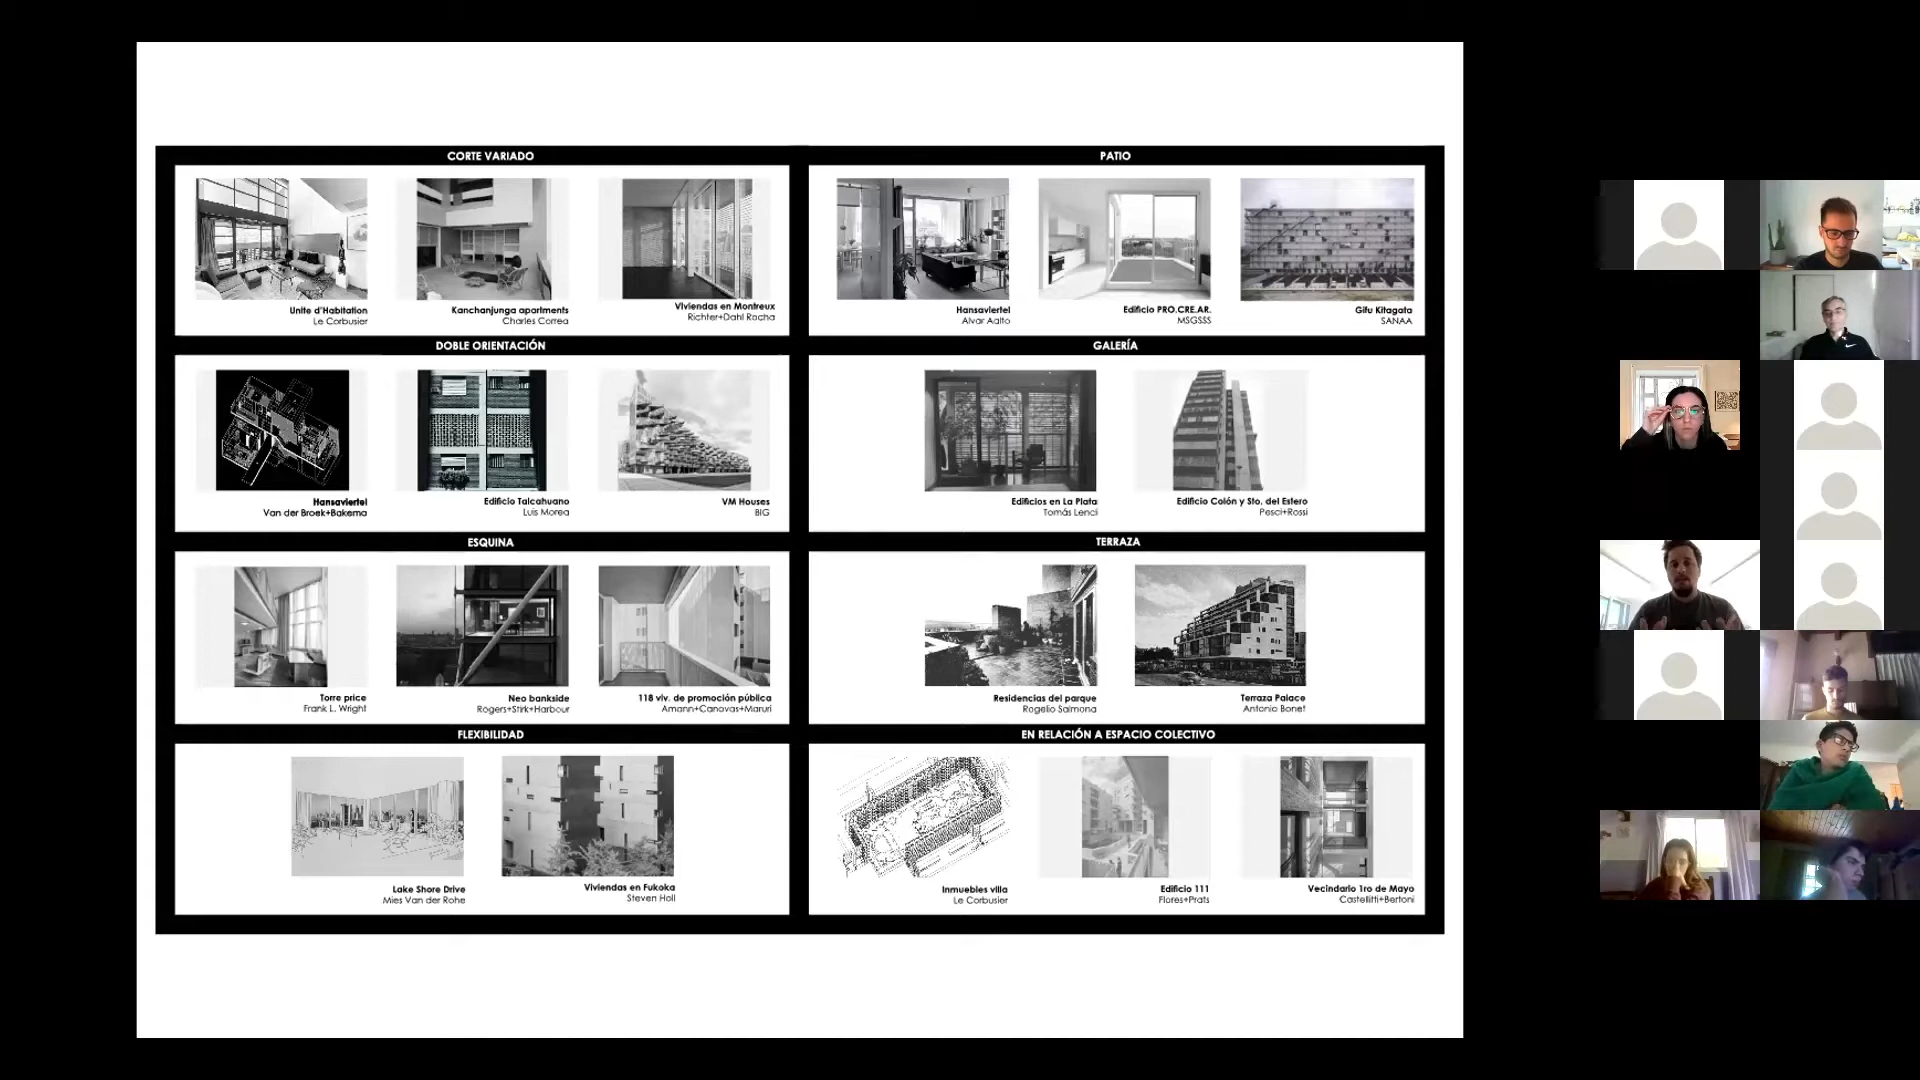 CORTE VARIADO
Unite d'Habitation
Le Corbusier
Kanchanjunga apartments
Charles Correa
Viviendas en Montreux
Richter+Dahl Rocha
PATIO
Hansaviertel
Alvar Aalto
Edificio PRO.CRE.AR.
MSGSSS
Gifu Kitagata
SANAA
DOBLE ORIENTACIÓN
Hansaviertel
Van der Broek+Bakema
Edificio Talcahuano
Luis Morea
VM Houses
BIG
GALERÍA
Edificios en La Plata
Tomás Lenci
Edificio Colón y Sto. del Estero
Pesci+Rossi
ESQUINA
Torre price
Frank L. Wright
Neo bankside
Rogers+Stirk+Harbour
118 viv. de promoción pública
Amann+Canovas+Maruri
TERRAZA
Residencias del parque
Rogelio Salmona
Terraza Palace
Antonio Bonet
FLEXIBILIDAD
Lake Shore Drive
Mies Van der Rohe
Viviendas en Fukoka
Steven Holl
EN RELACIÓN A ESPACIO COLECTIVO
Inmuebles villa
Le Corbusier
Edificio 111
Flores+Prats
Vecindario 1ro de Mayo
Castellitti+Bertoni